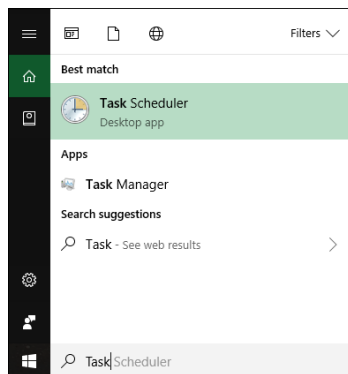 Filters
Best match
Task Scheduler
Desktop app
Apps
Task Manager
Search suggestions
Task - See web results
Task Scheduler